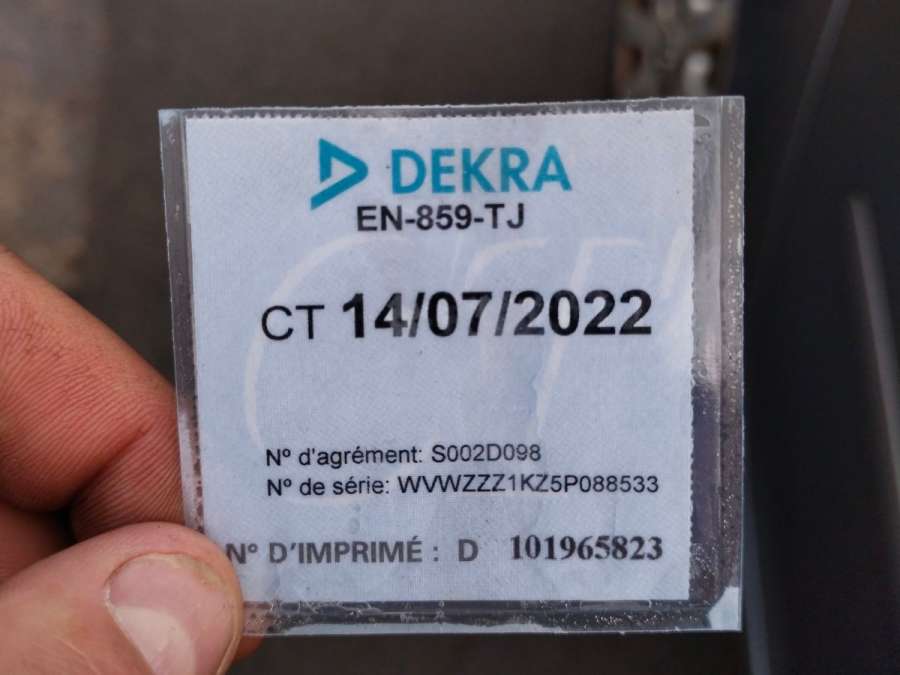 DEKRA
EN-859-TJ
CT 14/07/2022
N° d'agrément: S002D098
N° de série: WVWZZZ1KZ5P088533
N° D'IMPRIMÉ : D 101965823